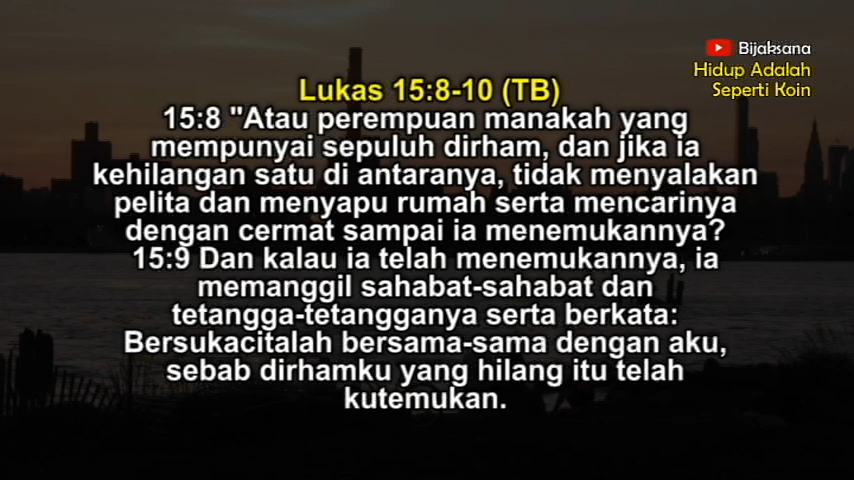 Bijaksana
Hidup Adalah
Seperti Koin
Lukas 15:8-10 (TB)
15:8 "Atau perempuan manakah yang
mempunyai sepuluh dirham, dan jika ia
kehilangan satu di antaranya, tidak menyalakan
pelita dan menyapu rumah serta mencarinya
dengan cermat sampai ia menemukannya?
15:9 Dan kalau ia telah menemukannya, ia
memanggil sahabat-sahabat dan
tetangga-tetangganya serta berkata:
Bersukacitalah bersama-sama dengan aku,
sebab dirhamku yang hilang itu telah
kutemukan.